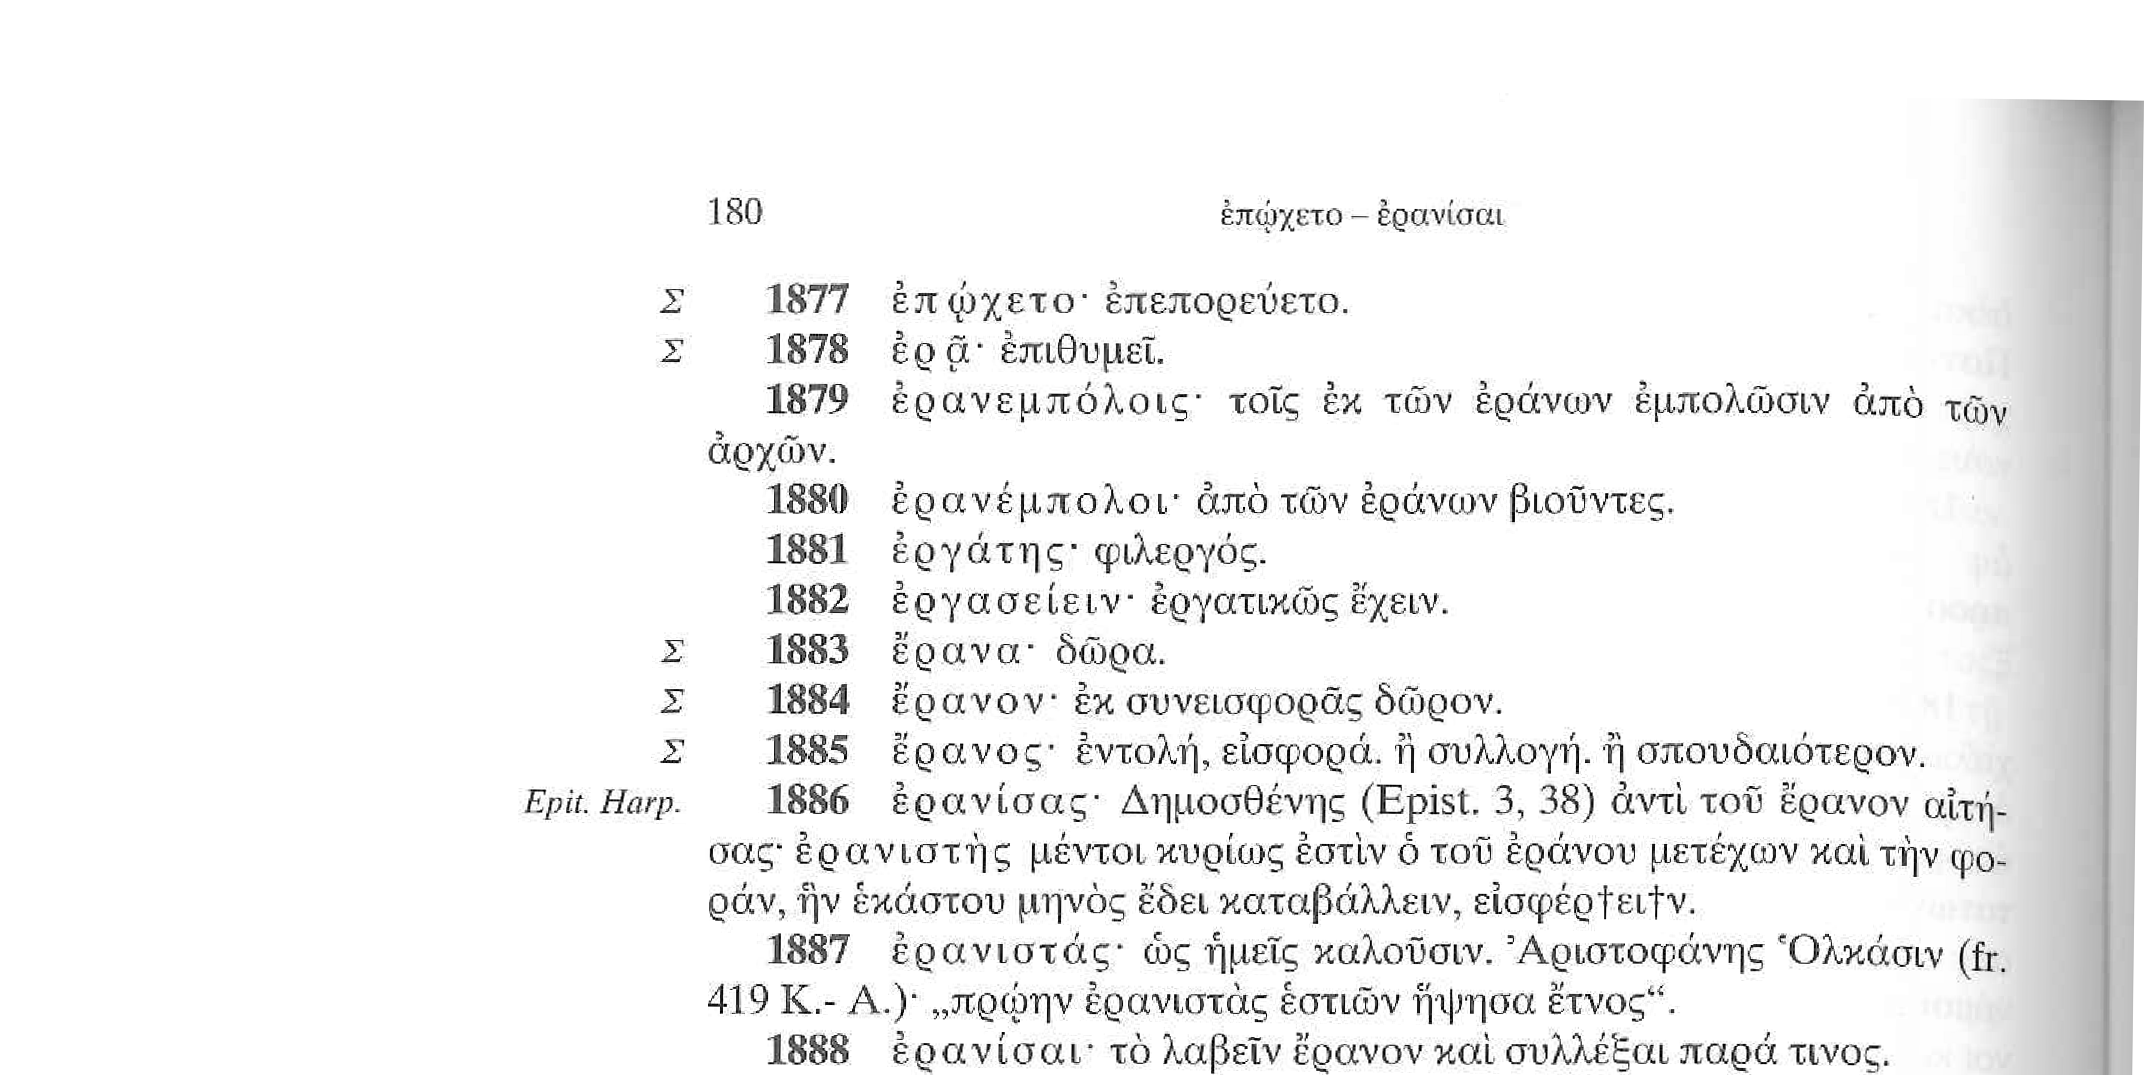 180 ἐπῴχετο – ἐρανίσαι
Σ 1877 ἐπῴχετο· ἐπεπορεύετο.
Σ 1878 ἐρᾷ· ἐπιθυμεῖ.
1879 ἐρανεμπόλοις· τοῖς ἐκ τῶν ἐράνων ἐμπολῶσιν ἀπὸ τῶν
ἀρχῶν.
1880 ἐρανέμπολοι· ἀπὸ τῶν ἐράνων βιοῦντες.
1881 ἐργάτης· φιλεργός.
1882 ἐργασείειν· ἐργατικῶς ἔχειν.
Σ 1883 ἔρανα· δῶρα.
Σ 1884 ἔρανον· ἐκ συνεισφορᾶς δῶρον.
Σ 1885 ἔρανος· ἐντολή, εἰσφορά. ἢ συλλογή. ἢ σπουδαιότερον.
Epit. Harp. 1886 ἐρανίσας· Δημοσθένης (Epist. 3, 38) ἀντὶ τοῦ ἔρανον αἰτή-
σας· ἐρανιστὴς μέντοι κυρίως ἐστὶν ὁ τοῦ ἐράνου μετέχων καὶ τὴν φο-
ράν, ἣν ἑκάστου μηνὸς ἔδει καταβάλλειν, εἰσφέρ†ει†ν.
1887 ἐρανιστάς· ὡς ἡμεῖς καλοῦσιν. Ἀριστοφάνης Ὁλκάσιν (fr.
419 K.- A.)· „πρῴην ἐρανιστὰς ἑστιῶν ἥψησα ἔτνος“.
1888 ἐρανίσαι· τὸ λαβεῖν ἔρανον καὶ συλλέξαι παρά τινος.